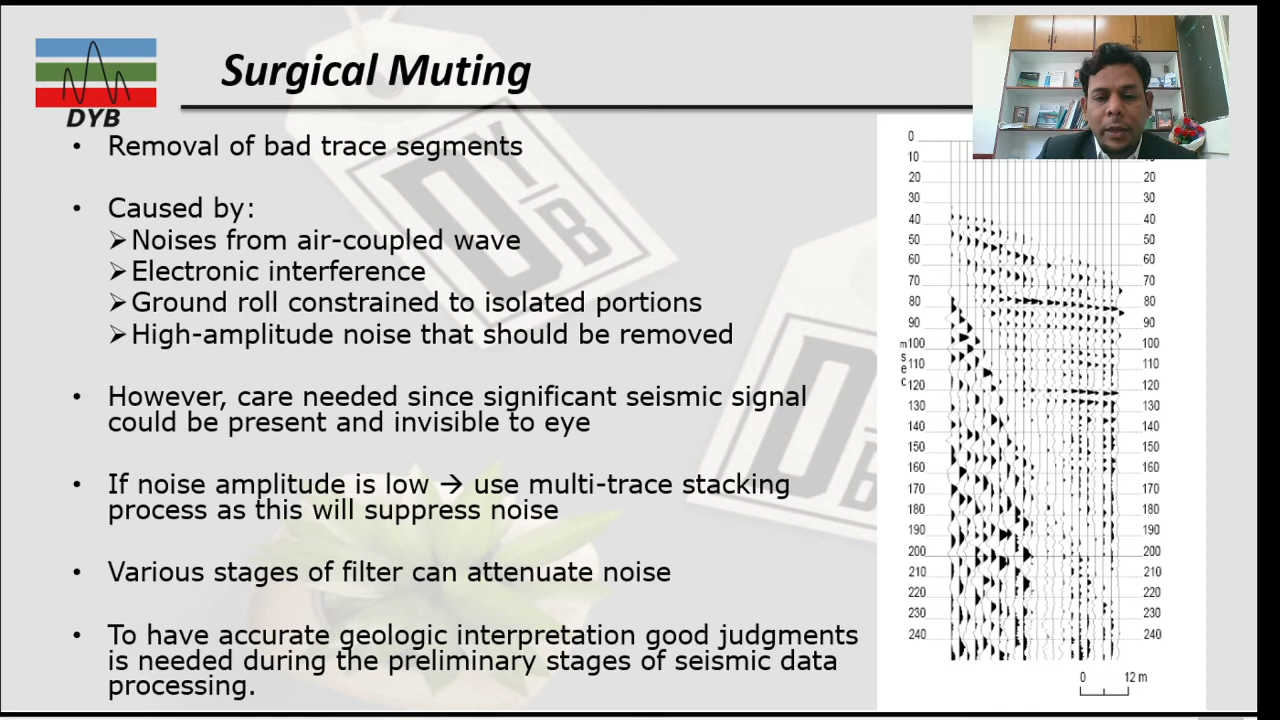 Surgical Muting
DYB
• Removal of bad trace segments
• Caused by:
➢Noises from air-coupled wave
➢Electronic interference
➢Ground roll constrained to isolated portions
➢High-amplitude noise that should be removed
• However, care needed since significant seismic signal
could be present and invisible to eye
• If noise amplitude is low → use multi-trace stacking
process as this will suppress noise
• Various stages of filter can attenuate noise
• To have accurate geologic interpretation good judgments
is needed during the preliminary stages of seismic data
processing.
0
10
20 20
30 30
40 40
50 50
60 60
70 70
80 80
90 90
msec
100 100
110 110
120 120
130 130
140 140
150 150
160 160
170 170
180 180
190 190
200 200
210 210
220 220
230 230
240 240
0 12 m